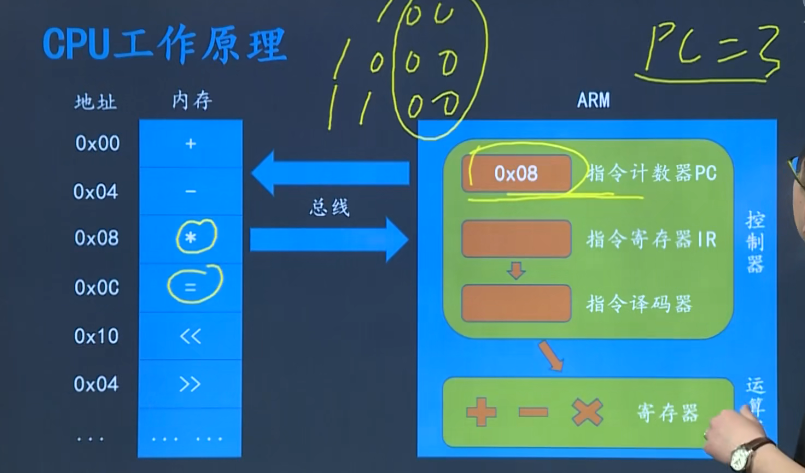 CPU工作原理
100
1000
1100
PC=3
地址 内存
ARM
0x00 +
0x04 -
0x08 *
0x0C =
0x10 <<
0x04 >>
... ... ...
总线
0x08 指令计数器PC
指令寄存器IR
指令译码器
控制器
寄存器
运算